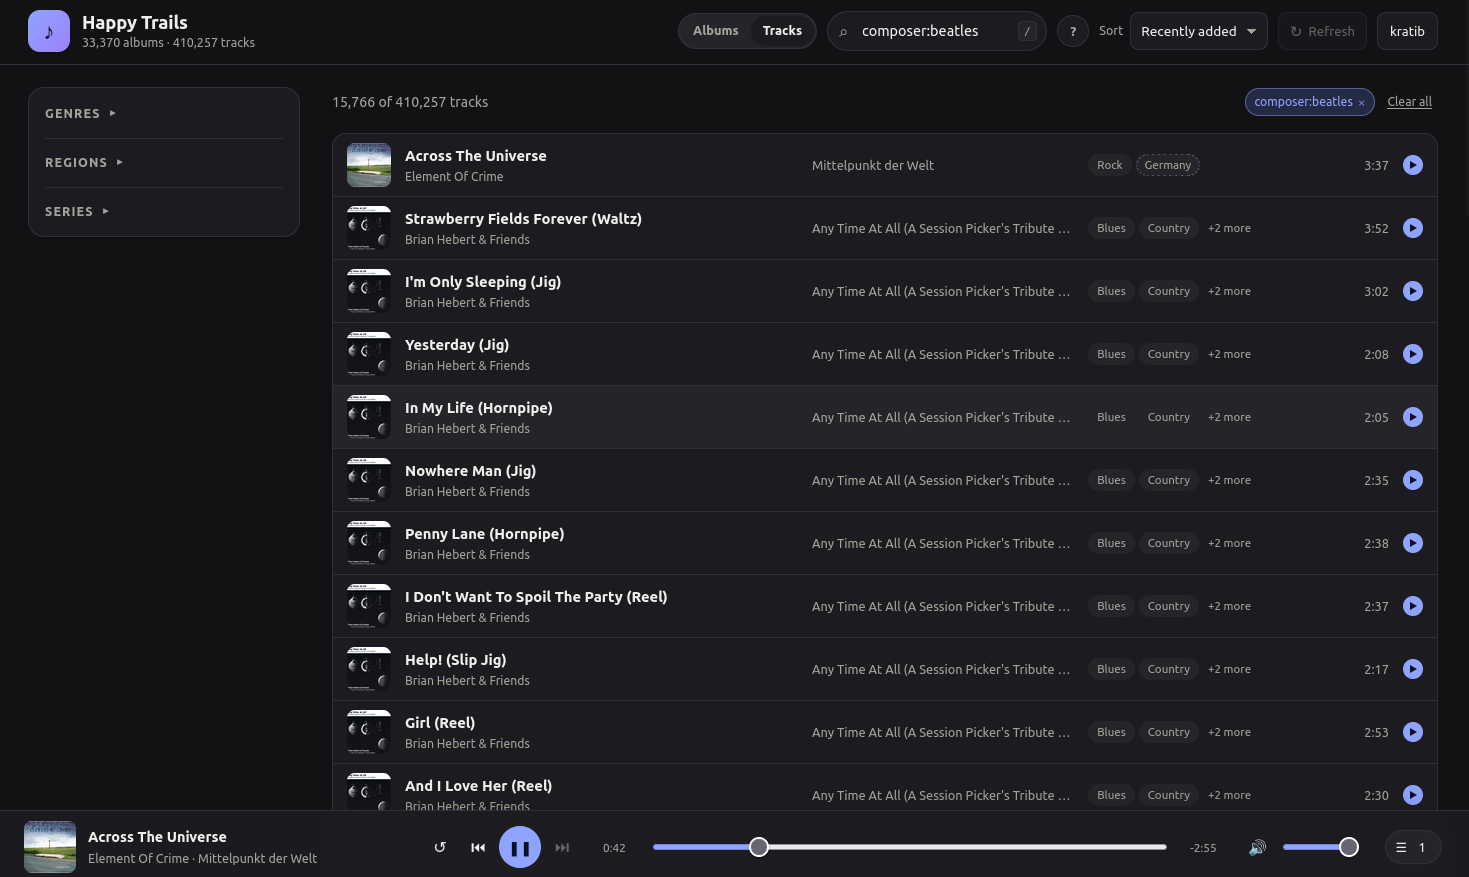 Happy Trails
33,370 albums · 410,257 tracks
Albums Tracks
composer:beatles /
?
Sort Recently added
↻ Refresh
kratib
GENRES ▸
REGIONS ▸
SERIES ▸
15,766 of 410,257 tracks
composer:beatles ×
Clear all
Across The Universe
Element Of Crime
Mittelpunkt der Welt
Rock Germany
3:37
Strawberry Fields Forever (Waltz)
Brian Hebert & Friends
Any Time At All (A Session Picker's Tribute …
Blues Country +2 more
3:52
I'm Only Sleeping (Jig)
Brian Hebert & Friends
Any Time At All (A Session Picker's Tribute …
Blues Country +2 more
3:02
Yesterday (Jig)
Brian Hebert & Friends
Any Time At All (A Session Picker's Tribute …
Blues Country +2 more
2:08
In My Life (Hornpipe)
Brian Hebert & Friends
Any Time At All (A Session Picker's Tribute …
Blues Country +2 more
2:05
Nowhere Man (Jig)
Brian Hebert & Friends
Any Time At All (A Session Picker's Tribute …
Blues Country +2 more
2:35
Penny Lane (Hornpipe)
Brian Hebert & Friends
Any Time At All (A Session Picker's Tribute …
Blues Country +2 more
2:38
I Don't Want To Spoil The Party (Reel)
Brian Hebert & Friends
Any Time At All (A Session Picker's Tribute …
Blues Country +2 more
2:37
Help! (Slip Jig)
Brian Hebert & Friends
Any Time At All (A Session Picker's Tribute …
Blues Country +2 more
2:17
Girl (Reel)
Brian Hebert & Friends
Any Time At All (A Session Picker's Tribute …
Blues Country +2 more
2:53
And I Love Her (Reel)
Brian Hebert & Friends
Any Time At All (A Session Picker's Tribute …
Blues Country +2 more
2:30
Across The Universe
Element Of Crime · Mittelpunkt der Welt
0:42
-2:55
☰ 1